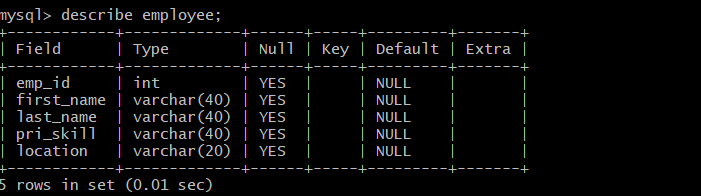 mysql> describe employee;
+------------+-------------+------+-----+---------+-------+
| Field      | Type        | Null | Key | Default | Extra |
+------------+-------------+------+-----+---------+-------+
| emp_id     | int         | YES  |     | NULL    |       |
| first_name | varchar(40) | YES  |     | NULL    |       |
| last_name  | varchar(40) | YES  |     | NULL    |       |
| pri_skill  | varchar(40) | YES  |     | NULL    |       |
| location   | varchar(20) | YES  |     | NULL    |       |
+------------+-------------+------+-----+---------+-------+
5 rows in set (0.01 sec)